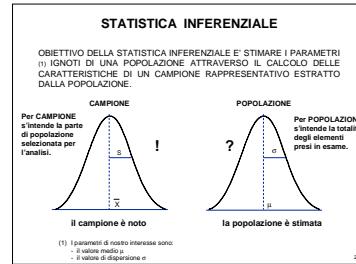 STATISTICA INFERENZIALE
OBIETTIVO DELLA STATISTICA INFERENZIALE E' STIMARE I PARAMETRI
(1) IGNOTI DI UNA POPOLAZIONE ATTRAVERSO IL CALCOLO DELLE
CARATTERISTICHE DI UN CAMPIONE RAPPRESENTATIVO ESTRATTO
DALLA POPOLAZIONE.
CAMPIONE
Per CAMPIONE
s'intende la parte
di popolazione
selezionata per
l'analisi.
!
S
X̅
il campione è noto
POPOLAZIONE
Per POPOLAZION
s'intende la totalit
degli elementi
presi in esame.
?
σ
μ
la popolazione è stimata
(1) I parametri di nostro interesse sono:
- il valore medio μ
- il valore di dispersione σ
2